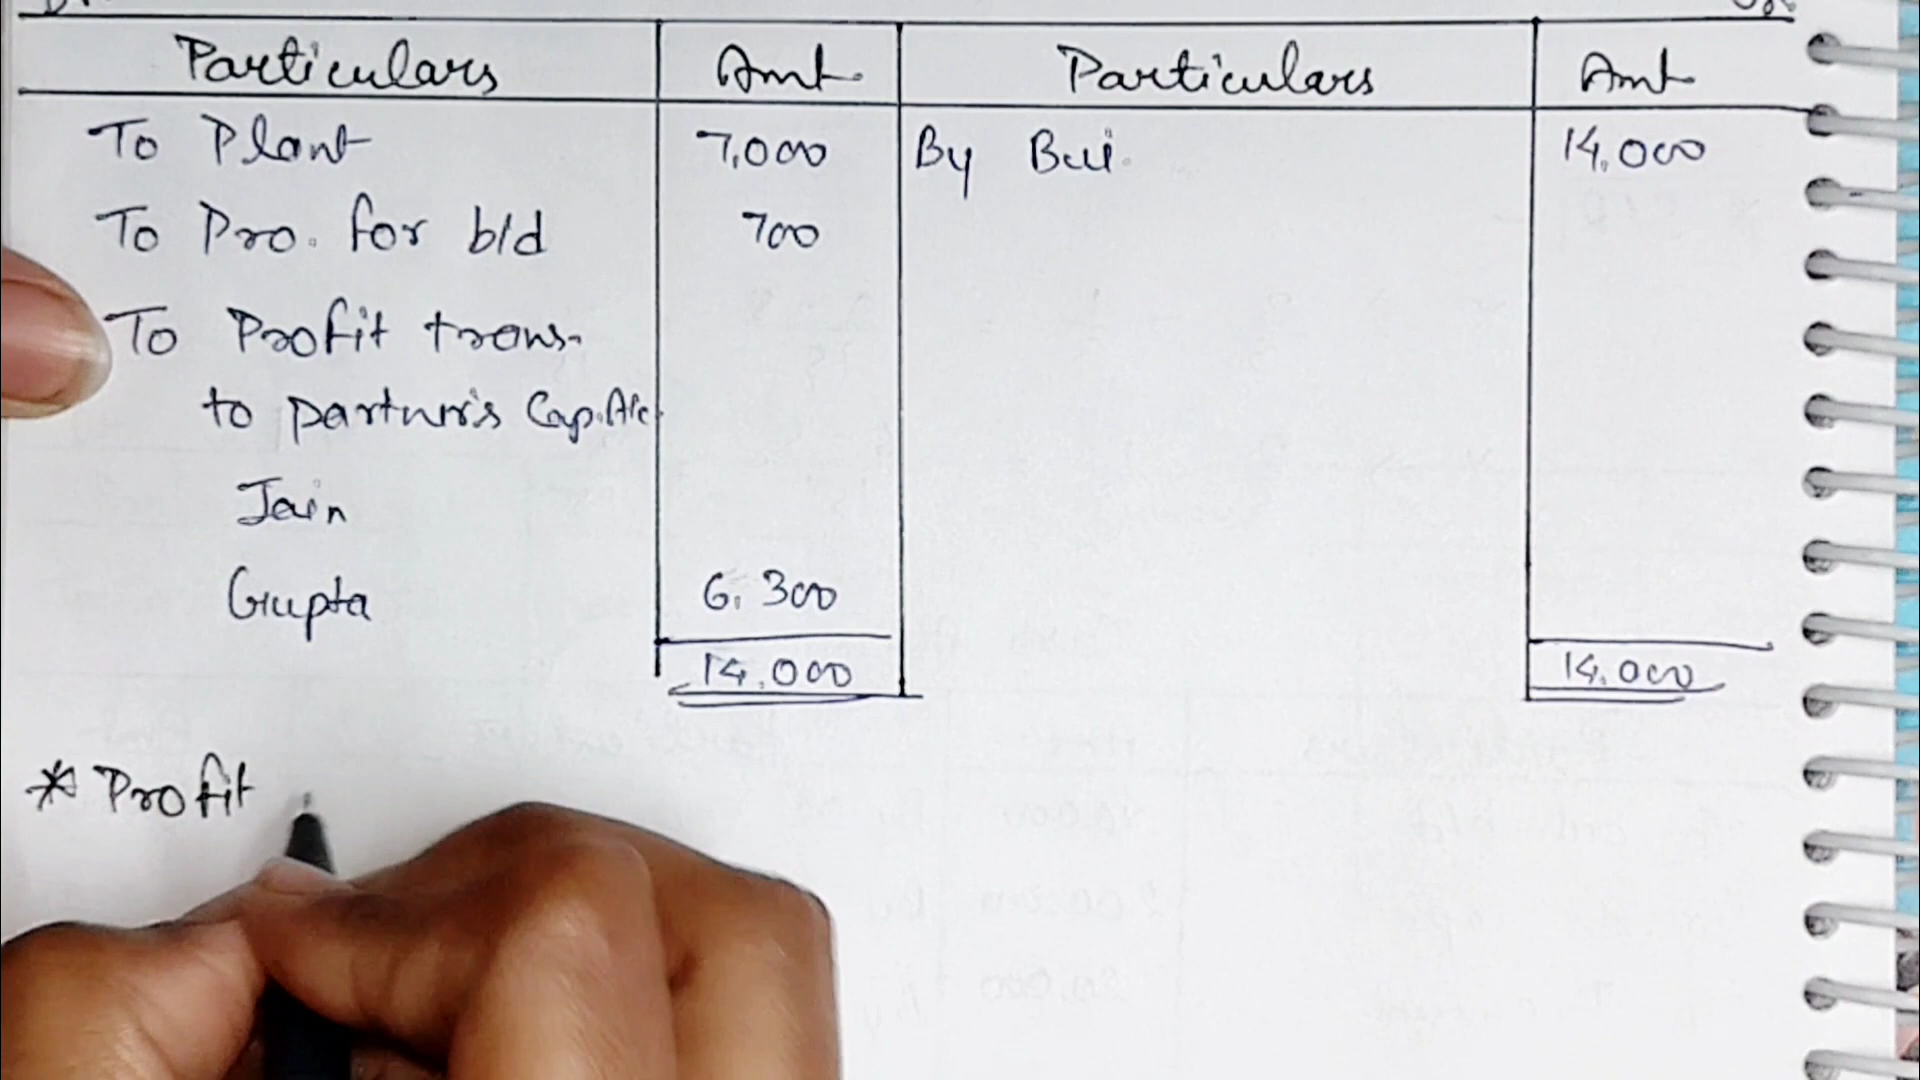 Particulars Amt Particulars Amt
To Plant 7,000 By Bui. 14,000
To Pro. for b/d 700
To Profit trans-
to partner's Cap. A/c
Jain
Gupta 6,300
14,000 14,000
* Profit